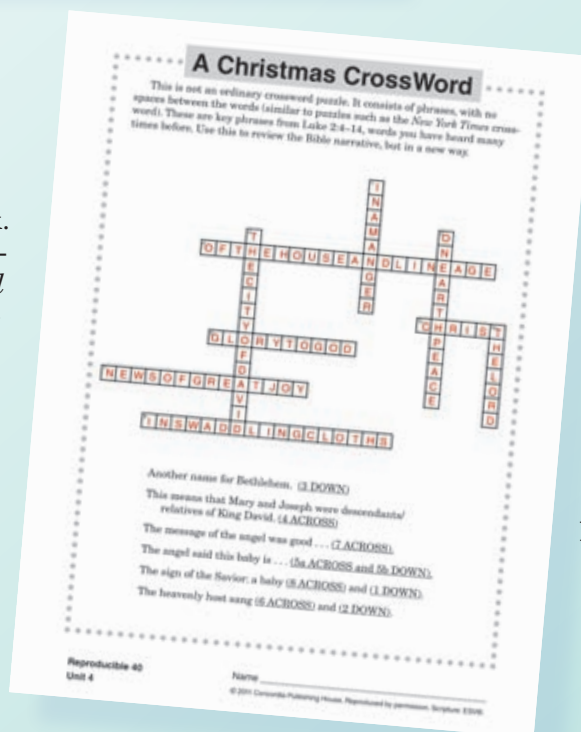 A Christmas CrossWord
This is not an ordinary crossword puzzle. It consists of phrases, with no
spaces between the words (similar to puzzles such as the New York Times cross-
word). These are key phrases from Luke 2:4–14, words you have heard many
times before. Use this to review the Bible narrative, but in a new way.
INAMANGER
ONEARTHPEACE
THECITYOFDAVID
OFTHEHOUSEANDLINEAGE
CHRIST
THELORD
GLORYTOGOD
NEWSOFGREATJOY
INSWADDLINGCLOTHS
Another name for Bethlehem. (3 DOWN)
This means that Mary and Joseph were descendants/
relatives of King David. (4 ACROSS)
The message of the angel was good . . . (7 ACROSS).
The angel said this baby is . . . (5a ACROSS and 5b DOWN).
The sign of the Savior: a baby (8 ACROSS) and (1 DOWN).
The heavenly host sang (6 ACROSS) and (2 DOWN).
Reproducible 40
Unit 4
Name
© 2011 Concordia Publishing House. Reproduced by permission. Scripture: ESV®.